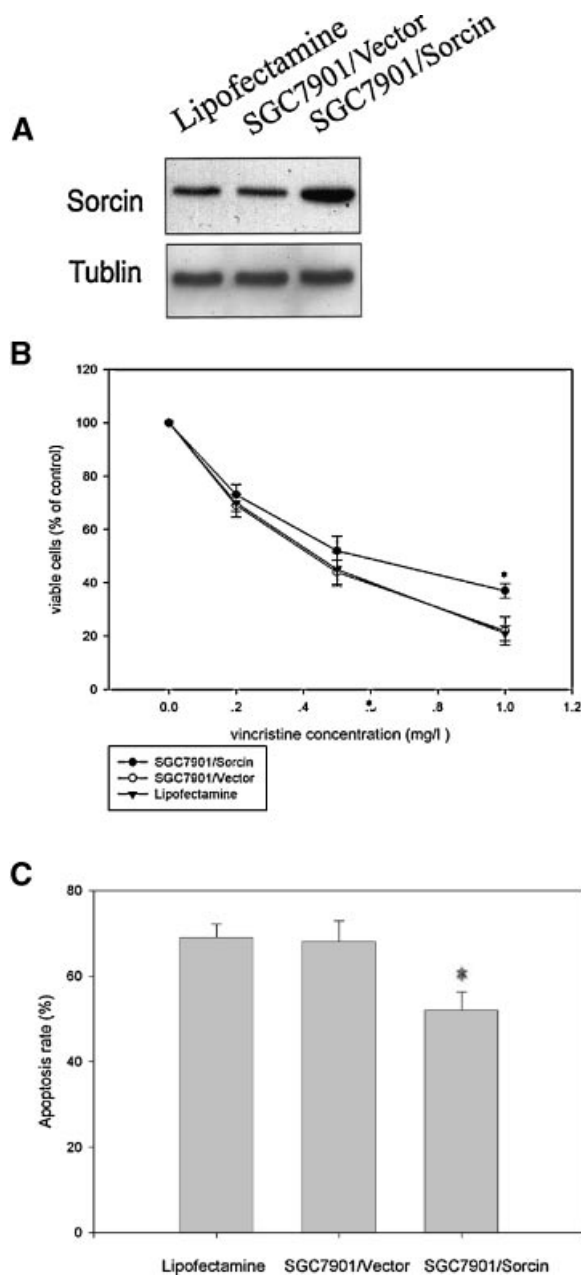 A
Lipofectamine
SGC7901/Vector
SGC7901/Sorcin
Sorcin
Tublin
B
120
100
80
60
40
20
0
viable cells (% of control)
0.0 .2 .4 1.0 1.2
vincristine concentration (mg/l )
SGC7901/Sorcin
SGC7901/Vector
Lipofectamine
C
80
60
40
20
0
Apoptosis rate (%)
*
Lipofectamine SGC7901/Vector SGC7901/Sorcin